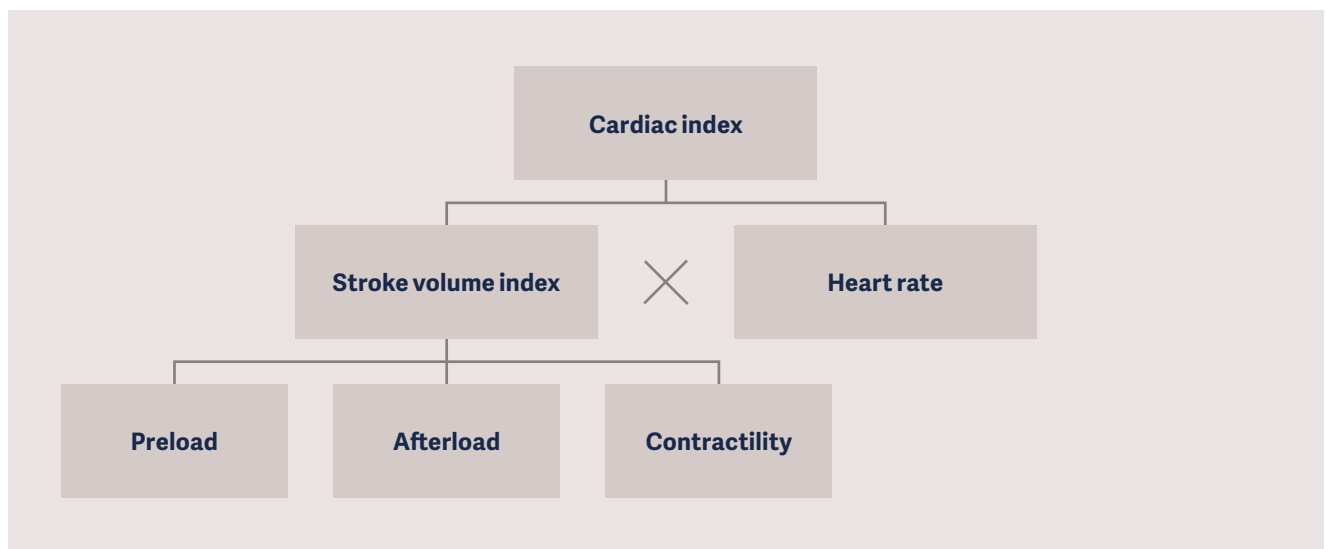 Cardiac index
Stroke volume index
Heart rate
Preload
Afterload
Contractility